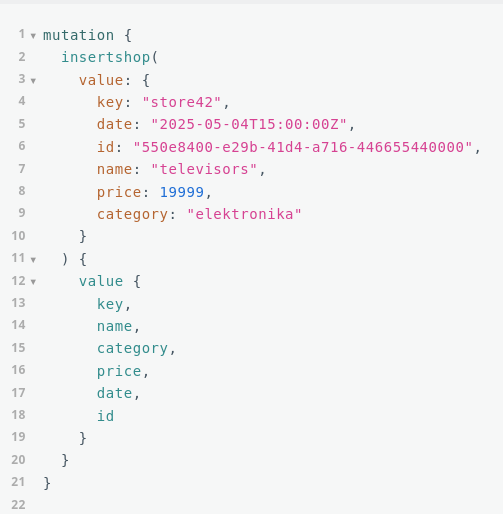 1 mutation {
2   insertshop(
3     value: {
4       key: "store42",
5       date: "2025-05-04T15:00:00Z",
6       id: "550e8400-e29b-41d4-a716-446655440000",
7       name: "televisors",
8       price: 19999,
9       category: "elektronika"
10     }
11   ) {
12     value {
13       key,
14       name,
15       category,
16       price,
17       date,
18       id
19     }
20   }
21 }
22